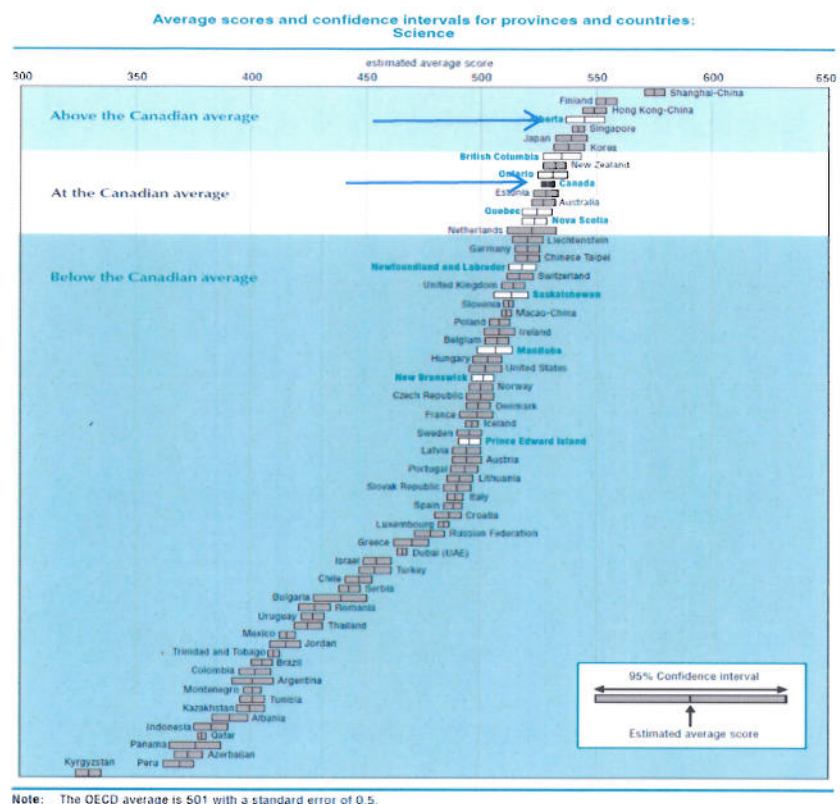 Average scores and confidence intervals for provinces and countries:
Science
estimated average score
300 350 400 450 500 550 600 650
Shanghai-China
Finland
Hong Kong-China
Above the Canadian average
Singapore
Japan
Korea
British Columbia
New Zealand
Ontario
Canada
At the Canadian average
Estonia
Australia
Quebec
Nova Scotia
Netherlands
Liechtenstein
Germany
Chinese Taipei
Below the Canadian average
Newfoundland and Labrador
Switzerland
United Kingdom
Saskatchewan
Slovenia
Macao-China
Poland
Ireland
Belgium
Manitoba
Hungary
United States
New Brunswick
Norway
Czech Republic
Denmark
France
Iceland
Sweden
Prince Edward Island
Latvia
Austria
Portugal
Lithuania
Slovak Republic
Italy
Spain
Croatia
Luxembourg
Russian Federation
Greece
Dubai (UAE)
Israel
Turkey
Chile
Serbia
Bulgaria
Romania
Uruguay
Thailand
Mexico
Jordan
Trinidad and Tobago
Brazil
Colombia
Argentina
Montenegro
Tunisia
Kazakhstan
Albania
Indonesia
Qatar
Panama
Azerbaijan
Kyrgyzstan
Peru
95% Confidence interval
Estimated average score
Note: The OECD average is 501 with a standard error of 0.5.